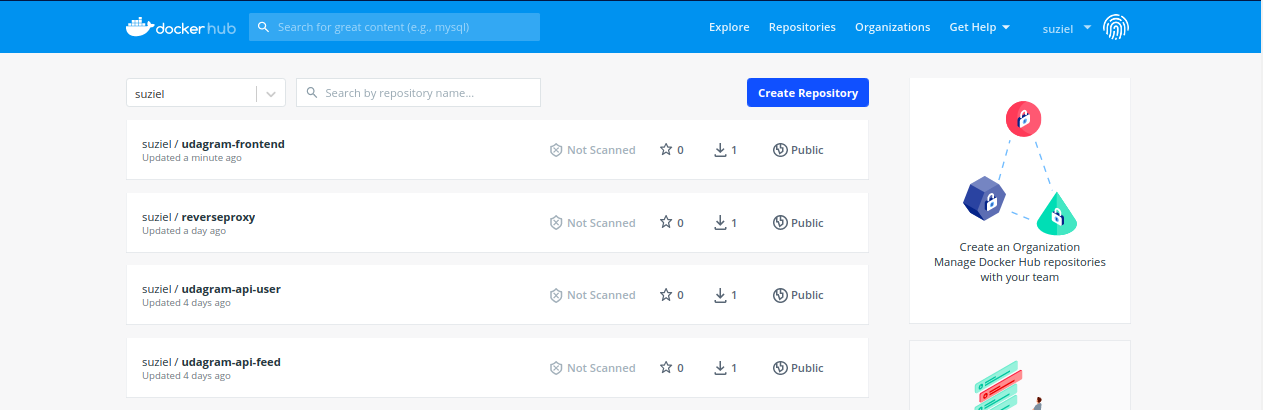 docker hub
Search for great content (e.g., mysql)
Explore
Repositories
Organizations
Get Help
suziel
suziel
Search by repository name...
Create Repository
suziel / udagram-frontend
Updated a minute ago
Not Scanned
0
1
Public
suziel / reverseproxy
Updated a day ago
Not Scanned
0
1
Public
suziel / udagram-api-user
Updated 4 days ago
Not Scanned
0
1
Public
suziel / udagram-api-feed
Updated 4 days ago
Not Scanned
0
1
Public
Create an Organization
Manage Docker Hub repositories
with your team